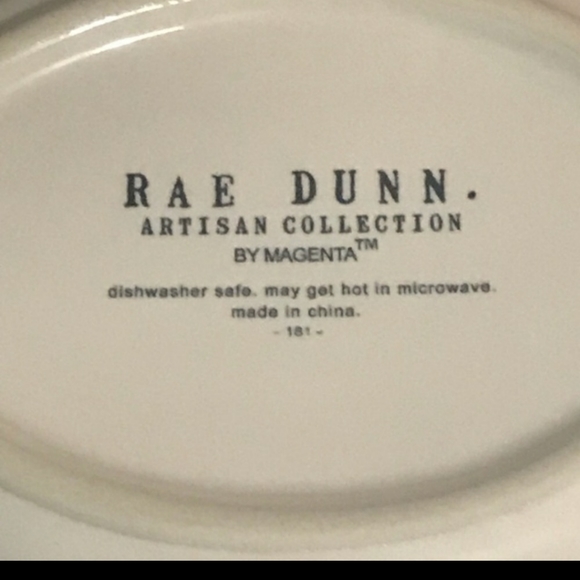 RAE DUNN.
ARTISAN COLLECTION
BY MAGENTA™
dishwasher safe. may get hot in microwave.
made in china.
- 181 -